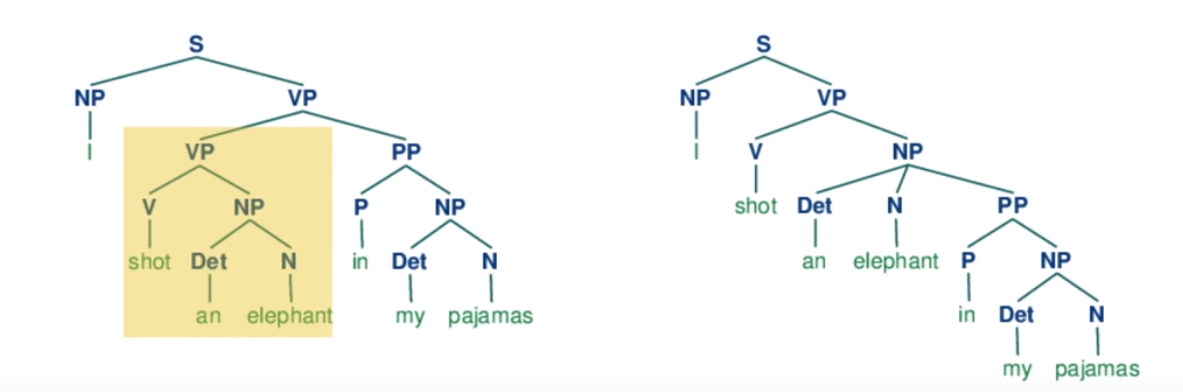 S S
NP VP NP VP
I VP PP I V NP
V NP P NP shot Det N PP
shot Det N in Det N an elephant P NP
an elephant my pajamas in Det N
my pajamas